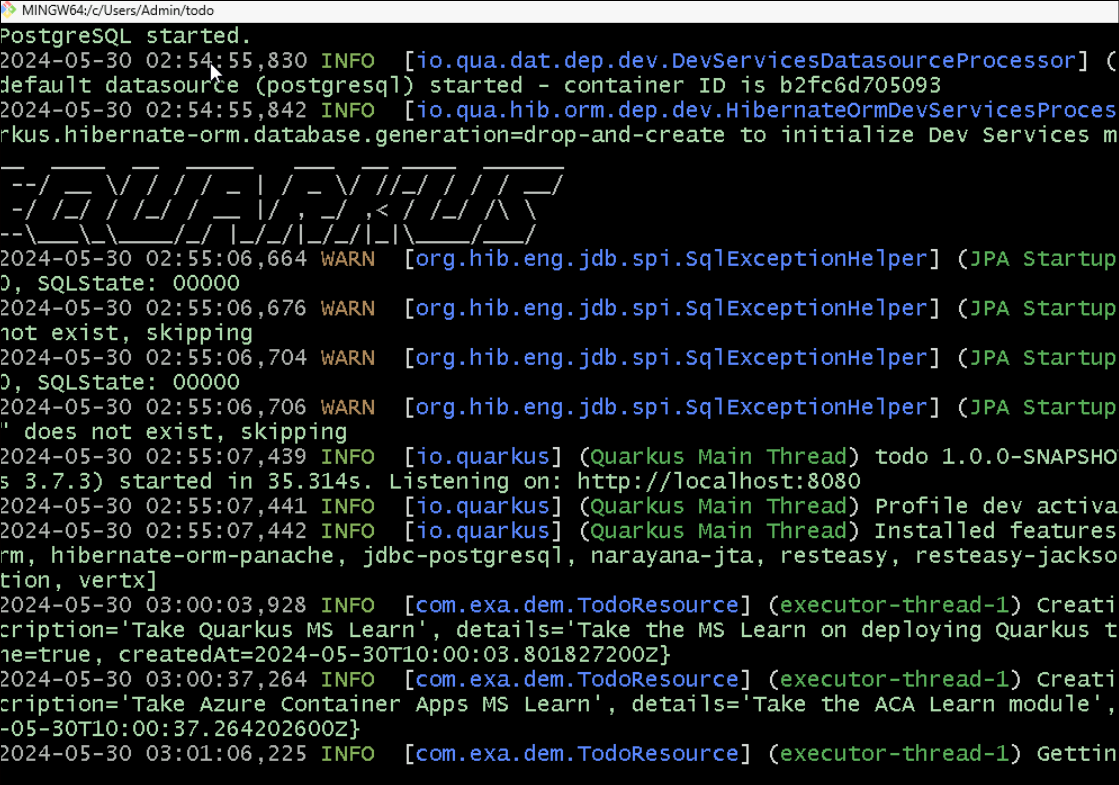 MINGW64:/c/Users/Admin/todo
PostgreSQL started.
2024-05-30 02:54:55,830 INFO  [io.qua.dat.dep.dev.DevServicesDatasourceProcessor] (
default datasource (postgresql) started - container ID is b2fc6d705093
2024-05-30 02:54:55,842 INFO  [io.qua.hib.orm.dep.dev.HibernateOrmDevServicesProces
rkus.hibernate-orm.database.generation=drop-and-create to initialize Dev Services m
QUARKUS
2024-05-30 02:55:06,664 WARN  [org.hib.eng.jdb.spi.SqlExceptionHelper] (JPA Startup
0, SQLState: 00000
2024-05-30 02:55:06,676 WARN  [org.hib.eng.jdb.spi.SqlExceptionHelper] (JPA Startup
not exist, skipping
2024-05-30 02:55:06,704 WARN  [org.hib.eng.jdb.spi.SqlExceptionHelper] (JPA Startup
0, SQLState: 00000
2024-05-30 02:55:06,706 WARN  [org.hib.eng.jdb.spi.SqlExceptionHelper] (JPA Startup
" does not exist, skipping
2024-05-30 02:55:07,439 INFO  [io.quarkus] (Quarkus Main Thread) todo 1.0.0-SNAPSHO
s 3.7.3) started in 35.314s. Listening on: http://localhost:8080
2024-05-30 02:55:07,441 INFO  [io.quarkus] (Quarkus Main Thread) Profile dev activa
2024-05-30 02:55:07,442 INFO  [io.quarkus] (Quarkus Main Thread) Installed features
rm, hibernate-orm-panache, jdbc-postgresql, narayana-jta, resteasy, resteasy-jackso
tion, vertx]
2024-05-30 03:00:03,928 INFO  [com.exa.dem.TodoResource] (executor-thread-1) Creati
cription='Take Quarkus MS Learn', details='Take the MS Learn on deploying Quarkus t
ne=true, createdAt=2024-05-30T10:00:03.801827200Z}
2024-05-30 03:00:37,264 INFO  [com.exa.dem.TodoResource] (executor-thread-1) Creati
cription='Take Azure Container Apps MS Learn', details='Take the ACA Learn module',
-05-30T10:00:37.264202600Z}
2024-05-30 03:01:06,225 INFO  [com.exa.dem.TodoResource] (executor-thread-1) Gettin